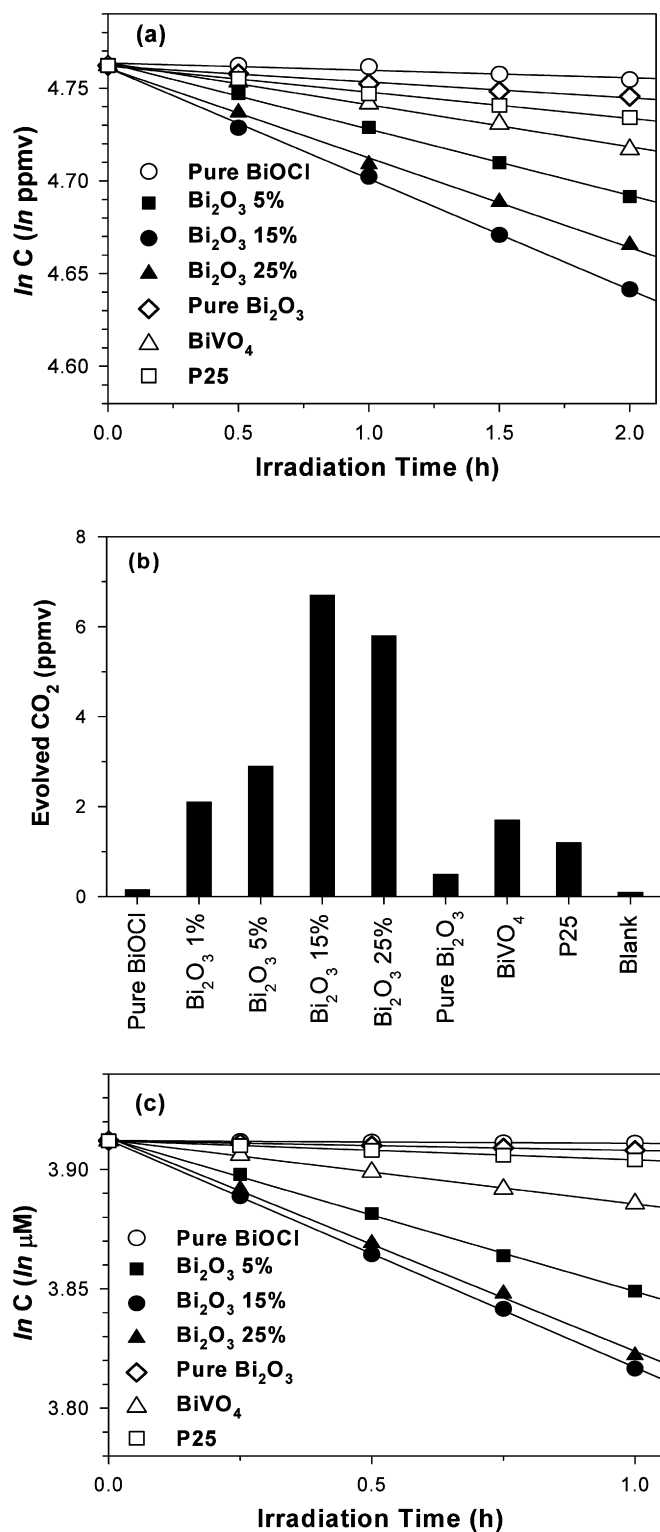 (a)
ln C (ln ppmv)
4.75
4.70
4.65
4.60
Pure BiOCl
Bi₂O₃ 5%
Bi₂O₃ 15%
Bi₂O₃ 25%
Pure Bi₂O₃
BiVO₄
P25
0.0 0.5 1.0 1.5 2.0
Irradiation Time (h)
(b)
Evolved CO₂ (ppmv)
8
6
4
2
0
Pure BiOCl
Bi₂O₃ 1%
Bi₂O₃ 5%
Bi₂O₃ 15%
Bi₂O₃ 25%
Pure Bi₂O₃
BiVO₄
P25
Blank
(c)
ln C (ln μM)
3.90
3.85
3.80
Pure BiOCl
Bi₂O₃ 5%
Bi₂O₃ 15%
Bi₂O₃ 25%
Pure Bi₂O₃
BiVO₄
P25
0.0 0.5 1.0
Irradiation Time (h)